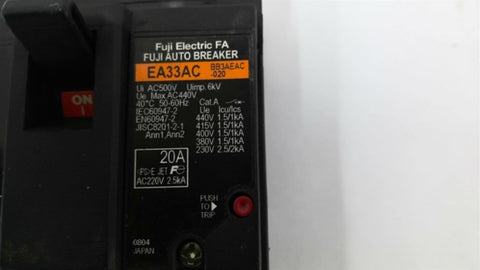 Fuji Electric FA
FUJI AUTO BREAKER
EA33AC BB3AEAC
-020
Ui AC500V Uimp. 6kV
Ue Max.AC440V
40°C 50-60Hz Cat.A
IEC60947-2 Ue Icu/Ics
EN60947-2 440V 1.5/1kA
JISC8201-2-1 415V 1.5/1kA
Ann1,Ann2 400V 1.5/1kA
380V 1.5/1kA
230V 2.5/2kA
ON
I
20A
<PS>E JET Fe
AC220V 2.5kA
PUSH
TO
TRIP
0804
JAPAN